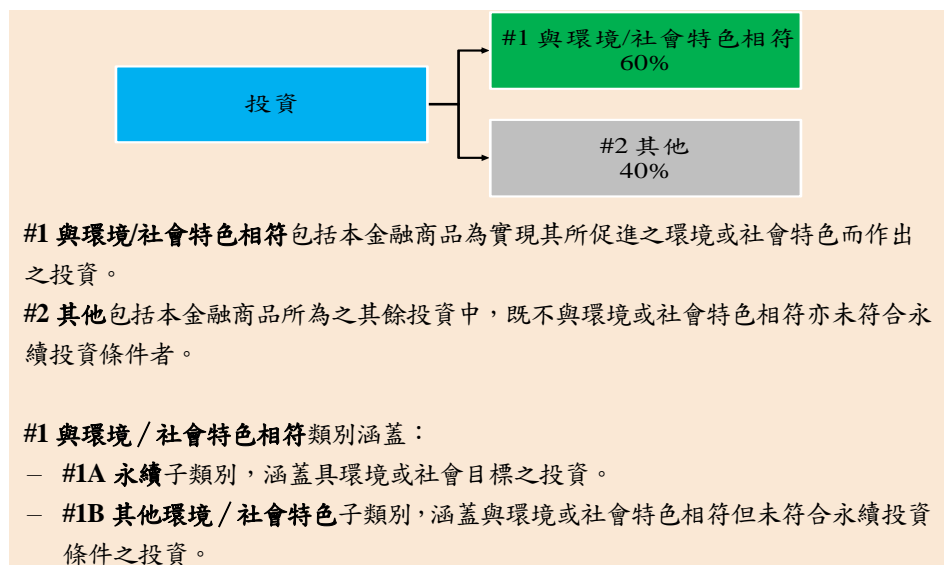 #1 與環境/社會特色相符
60%
投資
#2 其他
40%
#1 與環境/社會特色相符包括本金融商品為實現其所促進之環境或社會特色而作出
之投資。
#2 其他包括本金融商品所為之其餘投資中，既不與環境或社會特色相符亦未符合永
續投資條件者。
#1 與環境／社會特色相符類別涵蓋：
– #1A 永續子類別，涵蓋具環境或社會目標之投資。
– #1B 其他環境／社會特色子類別，涵蓋與環境或社會特色相符但未符合永續投資
條件之投資。